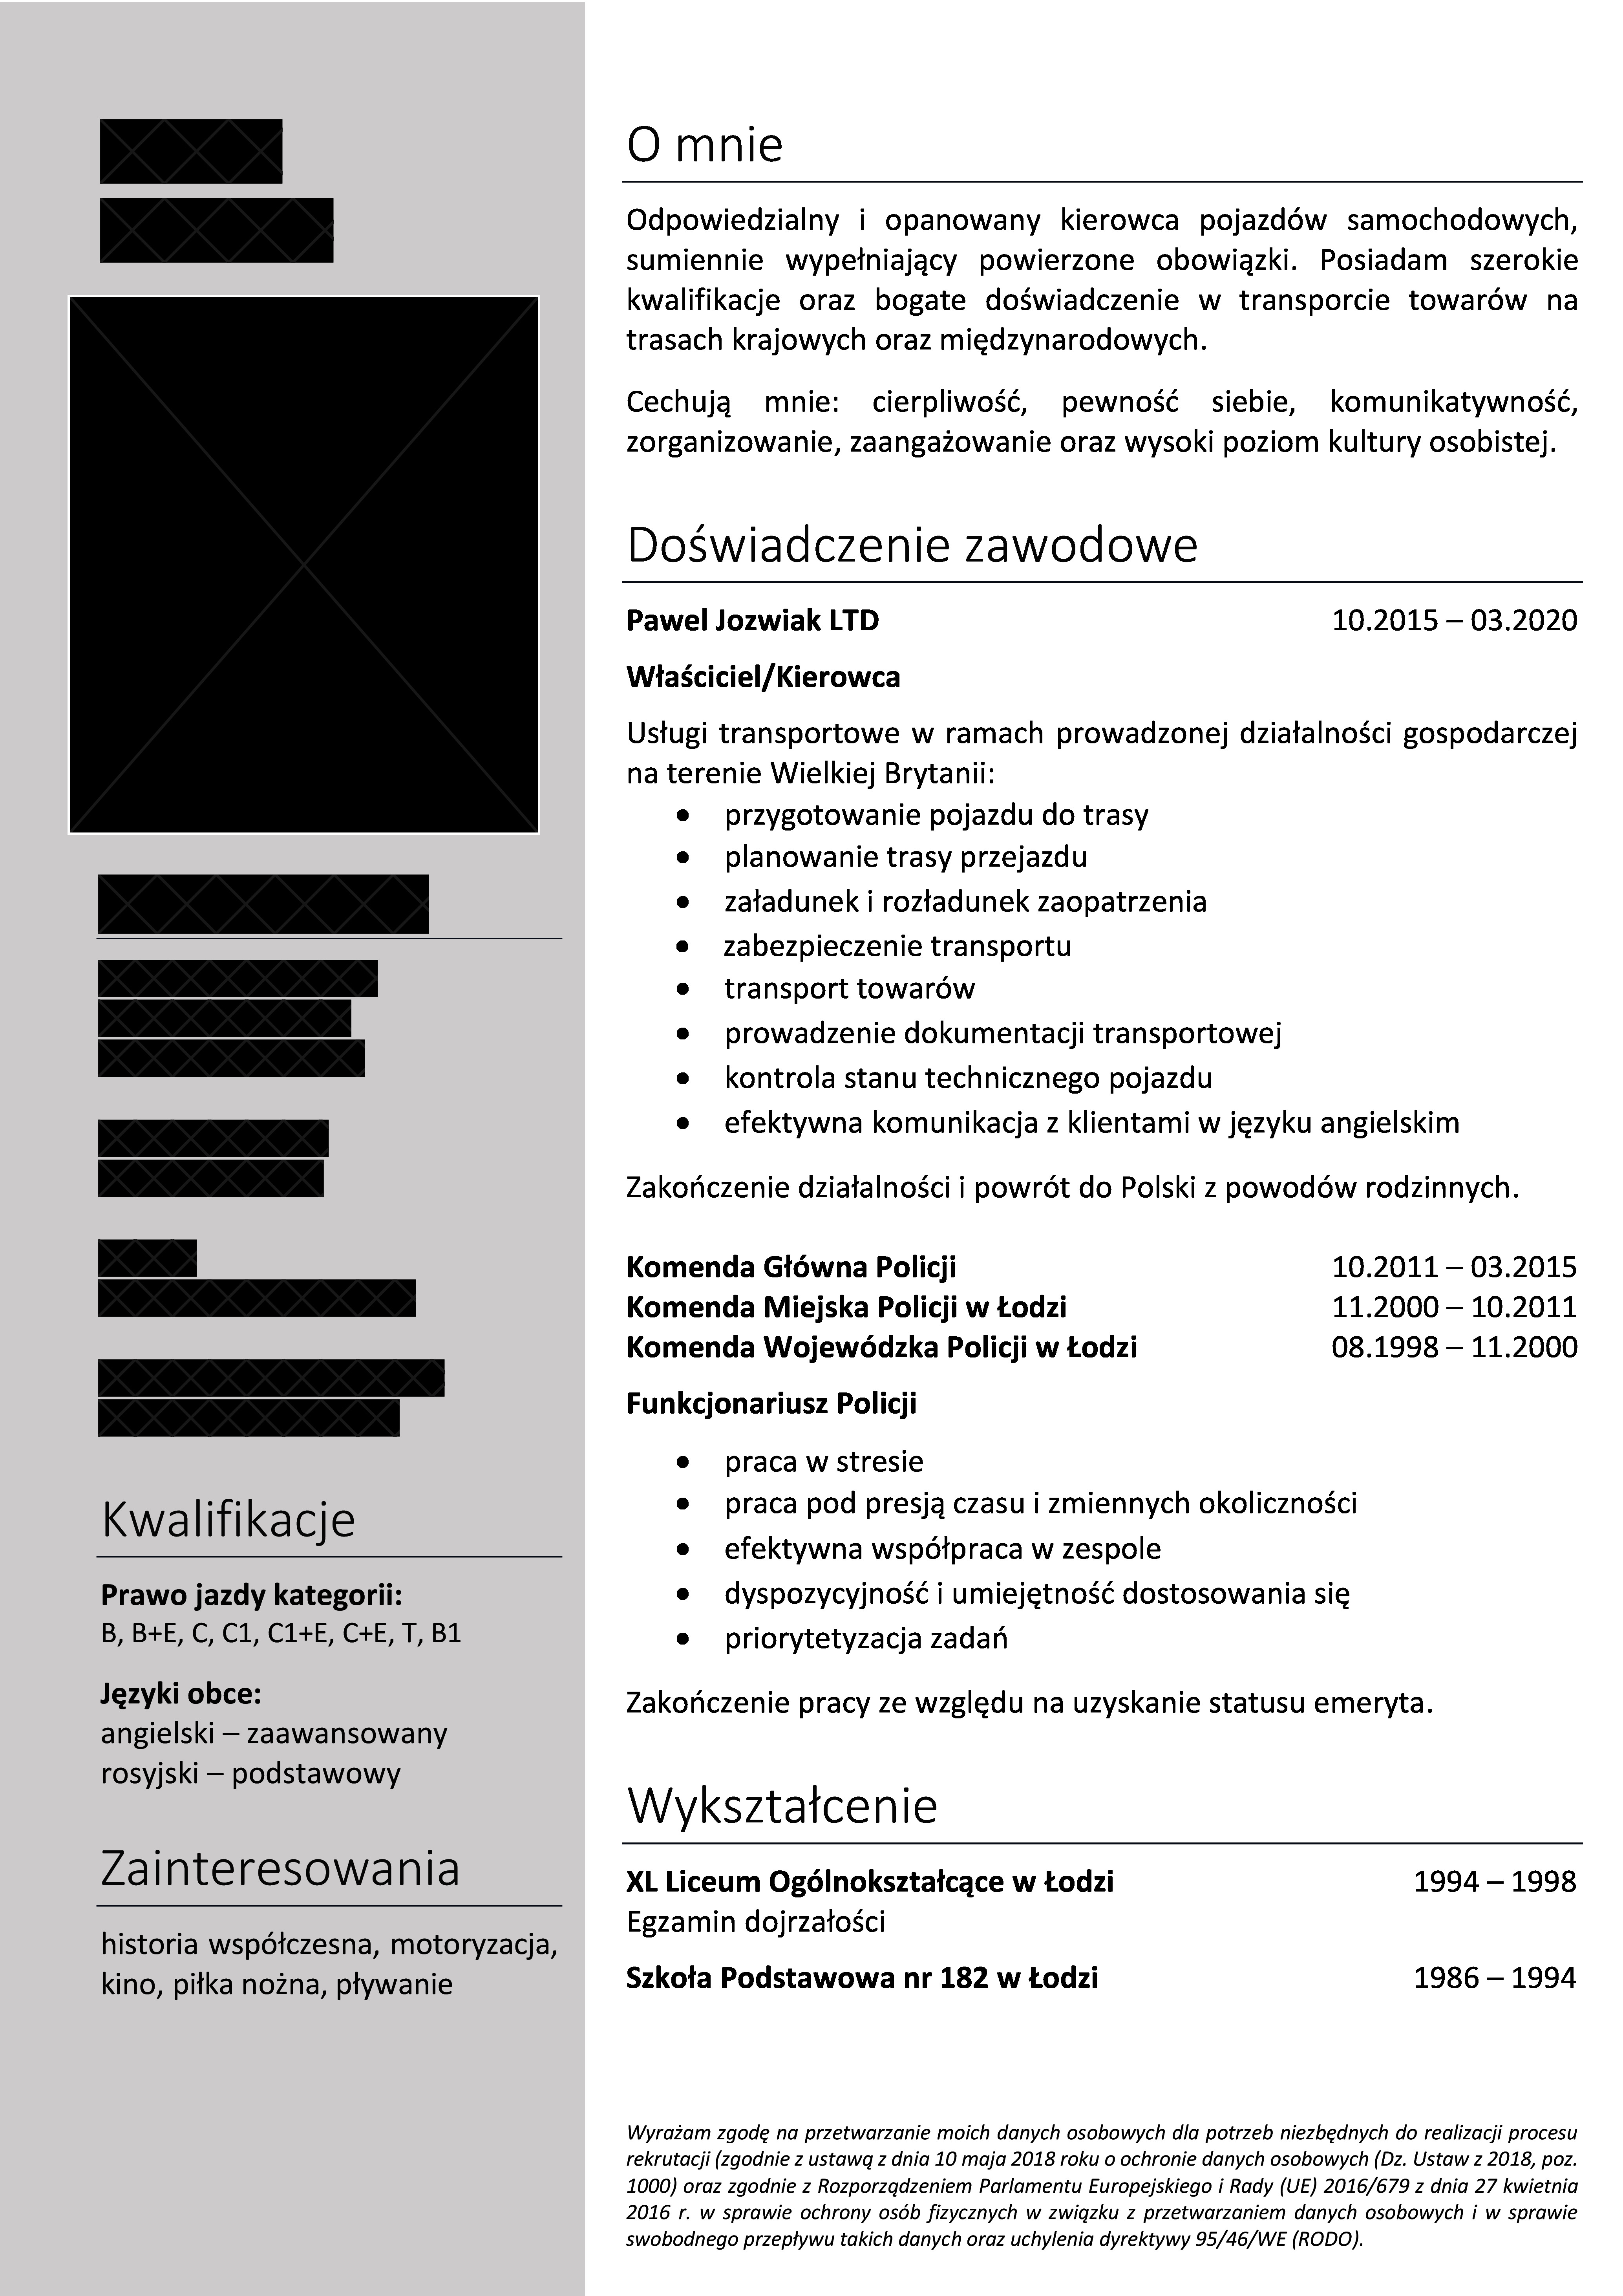 O mnie
Odpowiedzialny i opanowany kierowca pojazdów samochodowych,
sumiennie wypełniający powierzone obowiązki. Posiadam szerokie
kwalifikacje oraz bogate doświadczenie w transporcie towarów na
trasach krajowych oraz międzynarodowych.
Cechują mnie: cierpliwość, pewność siebie, komunikatywność,
zorganizowanie, zaangażowanie oraz wysoki poziom kultury osobistej.
Doświadczenie zawodowe
Pawel Jozwiak LTD 10.2015 – 03.2020
Właściciel/Kierowca
Usługi transportowe w ramach prowadzonej działalności gospodarczej
na terenie Wielkiej Brytanii:
• przygotowanie pojazdu do trasy
• planowanie trasy przejazdu
• załadunek i rozładunek zaopatrzenia
• zabezpieczenie transportu
• transport towarów
• prowadzenie dokumentacji transportowej
• kontrola stanu technicznego pojazdu
• efektywna komunikacja z klientami w języku angielskim
Zakończenie działalności i powrót do Polski z powodów rodzinnych.
Komenda Główna Policji 10.2011 – 03.2015
Komenda Miejska Policji w Łodzi 11.2000 – 10.2011
Komenda Wojewódzka Policji w Łodzi 08.1998 – 11.2000
Funkcjonariusz Policji
• praca w stresie
• praca pod presją czasu i zmiennych okoliczności
• efektywna współpraca w zespole
• dyspozycyjność i umiejętność dostosowania się
• priorytetyzacja zadań
Zakończenie pracy ze względu na uzyskanie statusu emeryta.
Wykształcenie
XL Liceum Ogólnokształcące w Łodzi 1994 – 1998
Egzamin dojrzałości
Szkoła Podstawowa nr 182 w Łodzi 1986 – 1994
Kwalifikacje
Prawo jazdy kategorii:
B, B+E, C, C1, C1+E, C+E, T, B1
Języki obce:
angielski – zaawansowany
rosyjski – podstawowy
Zainteresowania
historia współczesna, motoryzacja,
kino, piłka nożna, pływanie
Wyrażam zgodę na przetwarzanie moich danych osobowych dla potrzeb niezbędnych do realizacji procesu
rekrutacji (zgodnie z ustawą z dnia 10 maja 2018 roku o ochronie danych osobowych (Dz. Ustaw z 2018, poz.
1000) oraz zgodnie z Rozporządzeniem Parlamentu Europejskiego i Rady (UE) 2016/679 z dnia 27 kwietnia
2016 r. w sprawie ochrony osób fizycznych w związku z przetwarzaniem danych osobowych i w sprawie
swobodnego przepływu takich danych oraz uchylenia dyrektywy 95/46/WE (RODO).